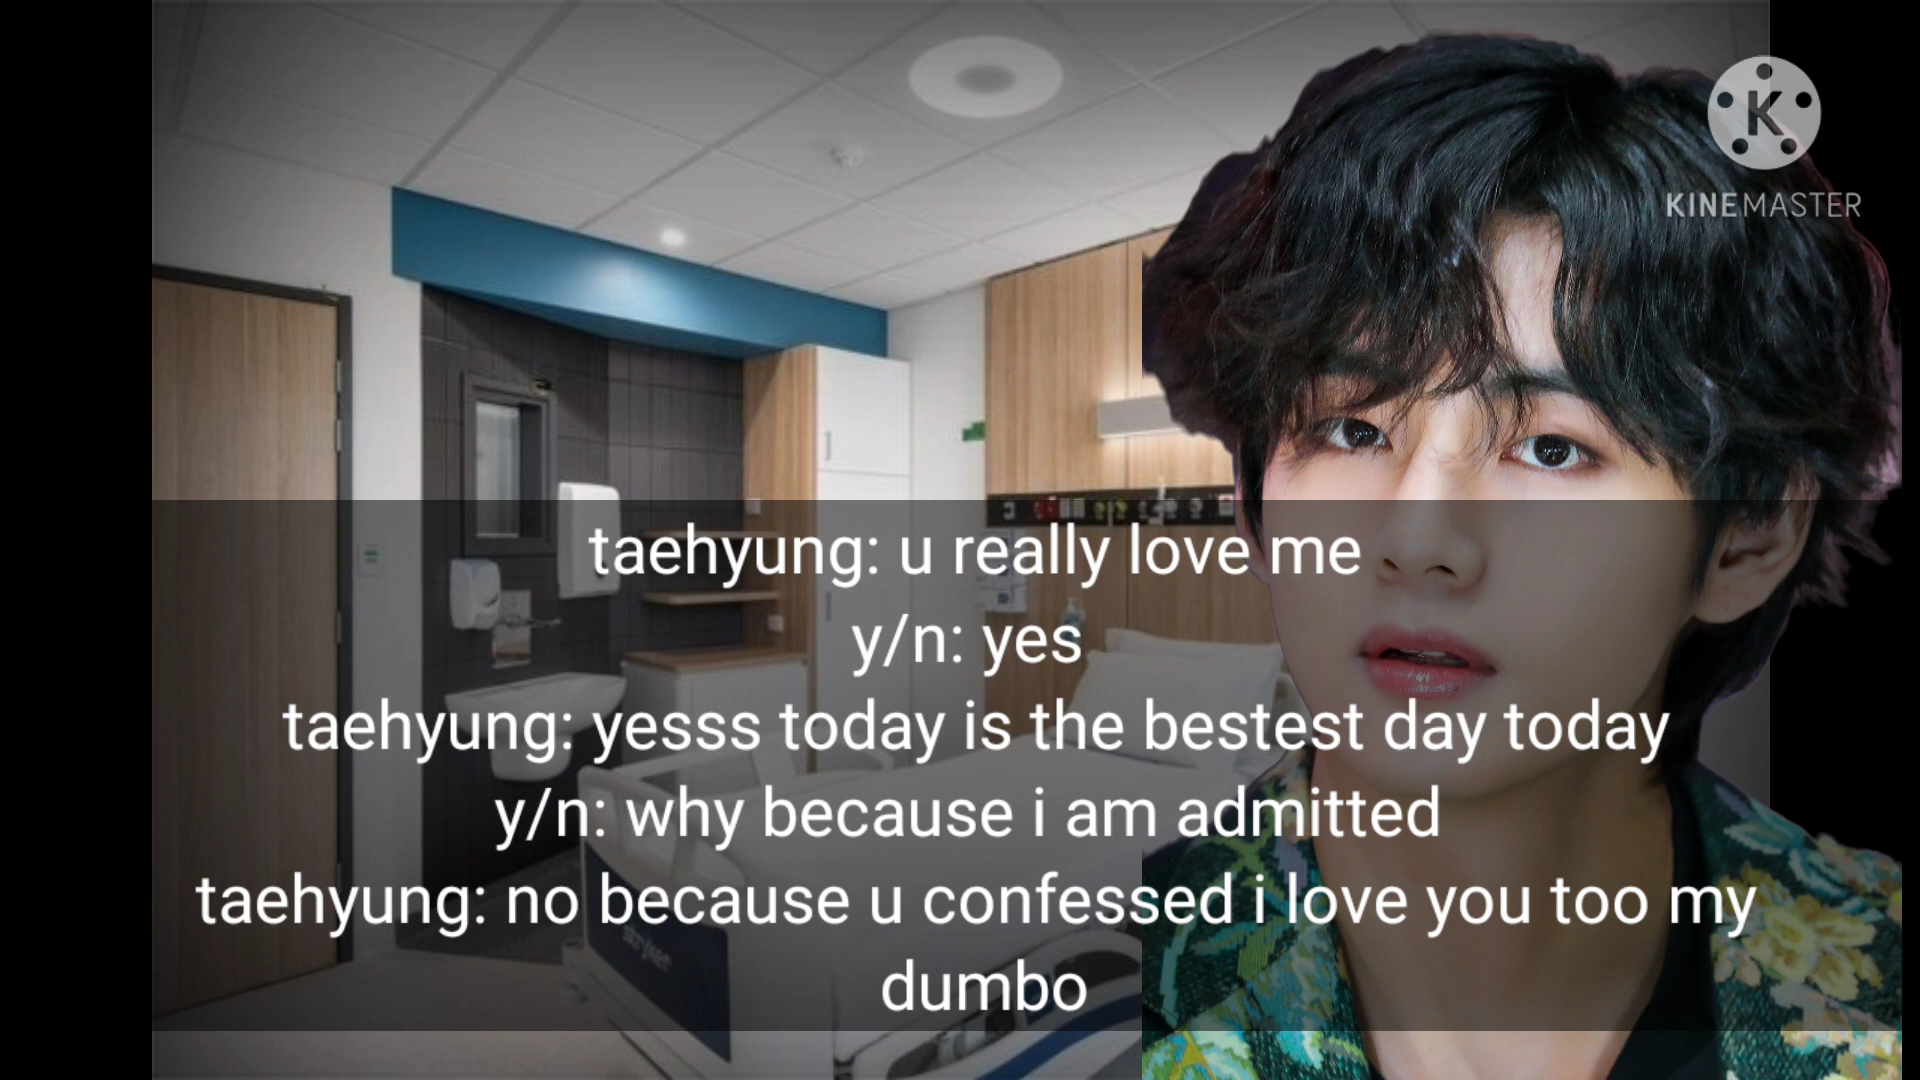 K
KINEMASTER
taehyung: u really love me
y/n: yes
taehyung: yesss today is the bestest day today
y/n: why because i am admitted
taehyung: no because u confessed i love you too my
dumbo
stryker